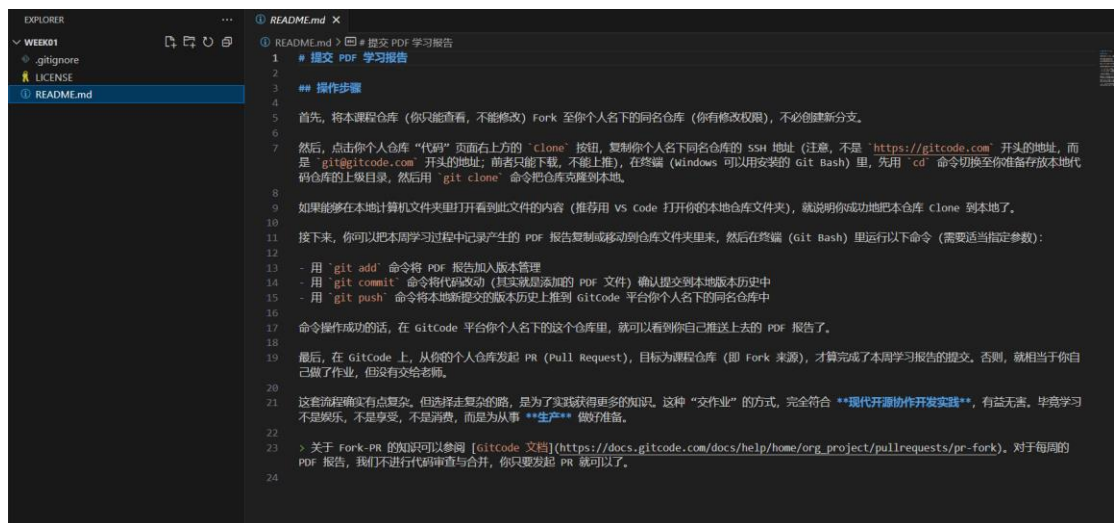 EXPLORER
README.md
WEEK01
.gitignore
LICENSE
README.md
README.md > # 提交 PDF 学习报告
1 # 提交 PDF 学习报告
2
3 ## 操作步骤
4
5 首先，将本课程仓库 (你只能查看，不能修改) Fork 至你个人名下的同名仓库 (你有修改权限)，不必创建新分支。
6
7 然后，点击你个人仓库 “代码” 页面右上方的 `Clone` 按钮，复制你个人名下同名仓库的 SSH 地址 (注意，不是 `https://gitcode.com` 开头的地址，而
是 `git@gitcode.com` 开头的地址；前者只能下载，不能上推)，在终端 (Windows 可以用安装的 Git Bash) 里，先用 `cd` 命令切换至你准备存放本地代
码仓库的上级目录，然后用 `git clone` 命令把仓库克隆到本地。
8
9 如果能够在本地计算机文件夹里打开看到此文件的内容 (推荐用 VS Code 打开你的本地仓库文件夹)，就说明你成功地把本仓库 Clone 到本地了。
10
11 接下来，你可以把本周学习过程中记录产生的 PDF 报告复制或移动到仓库文件夹里来，然后在终端 (Git Bash) 里运行以下命令 (需要适当指定参数)：
12
13 - 用 `git add` 命令将 PDF 报告加入版本管理
14 - 用 `git commit` 命令将代码改动 (其实就是添加的 PDF 文件) 确认提交到本地版本历史中
15 - 用 `git push` 命令将本地新提交的版本历史上推到 GitCode 平台你个人名下的同名仓库中
16
17 命令操作成功的话，在 GitCode 平台你个人名下的这个仓库里，就可以看到你自己推送上去的 PDF 报告了。
18
19 最后，在 GitCode 上，从你的个人仓库发起 PR (Pull Request)，目标为课程仓库 (即 Fork 来源)，才算完成了本周学习报告的提交。否则，就相当于你自
己做了作业，但没有交给老师。
20
21 这套流程确实有点复杂。但选择走复杂的路，是为了实践获得更多的知识。这种 “交作业” 的方式，完全符合 **现代开源协作开发实践**，有益无害。毕竟学习
不是娱乐，不是享受，不是消费，而是为从事 **生产** 做好准备。
22
23 > 关于 Fork-PR 的知识可以参阅 [GitCode 文档](https://docs.gitcode.com/docs/help/home/org_project/pullrequests/pr-fork)。对于每周的
PDF 报告，我们不进行代码审查与合并，你只要发起 PR 就可以了。
24